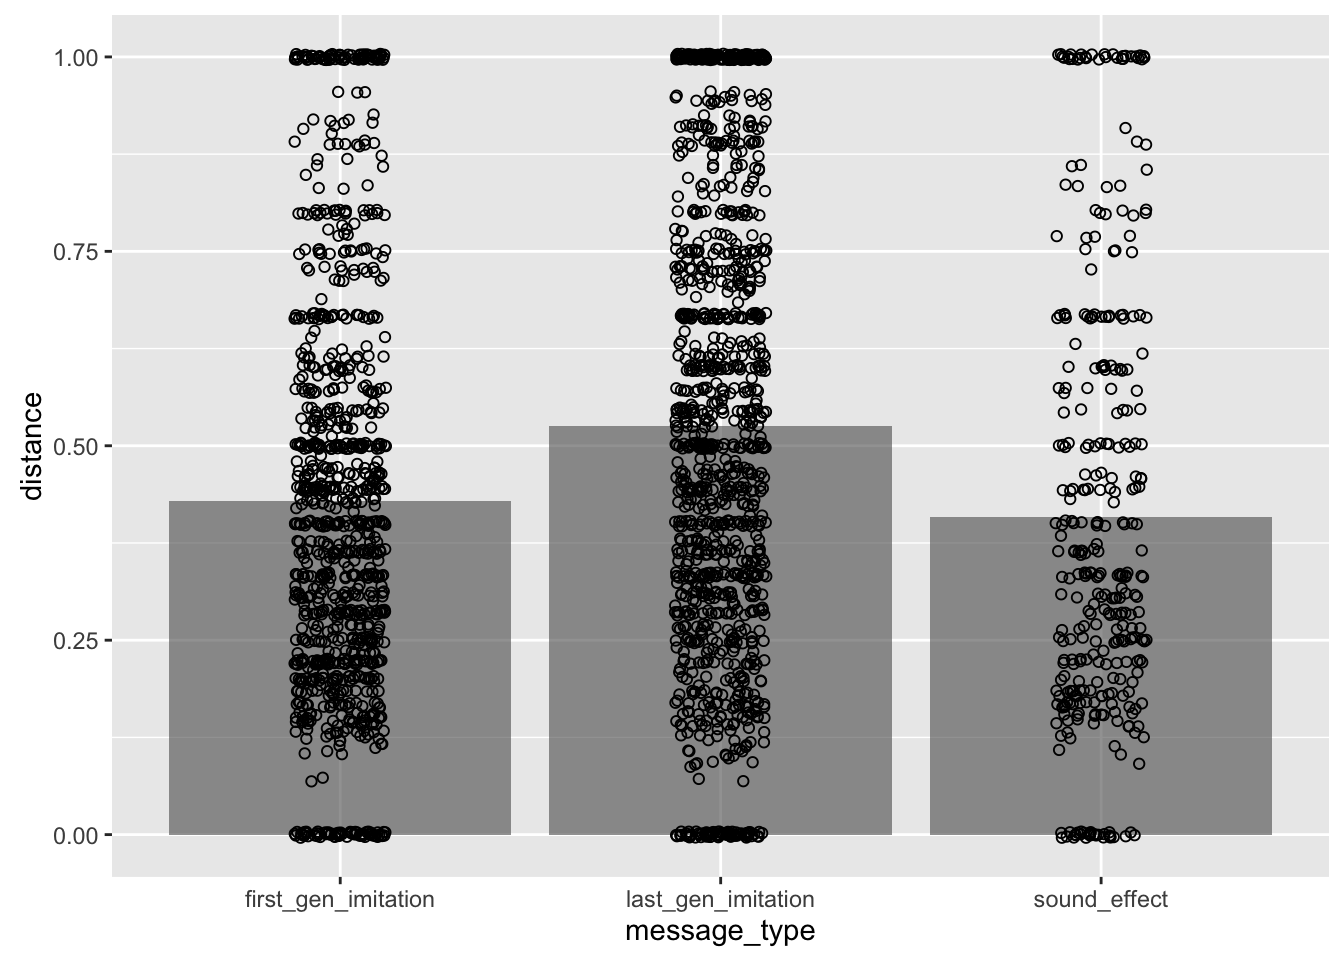 1.00
0.75
0.50
0.25
0.00
distance
first_gen_imitation
last_gen_imitation
sound_effect
message_type